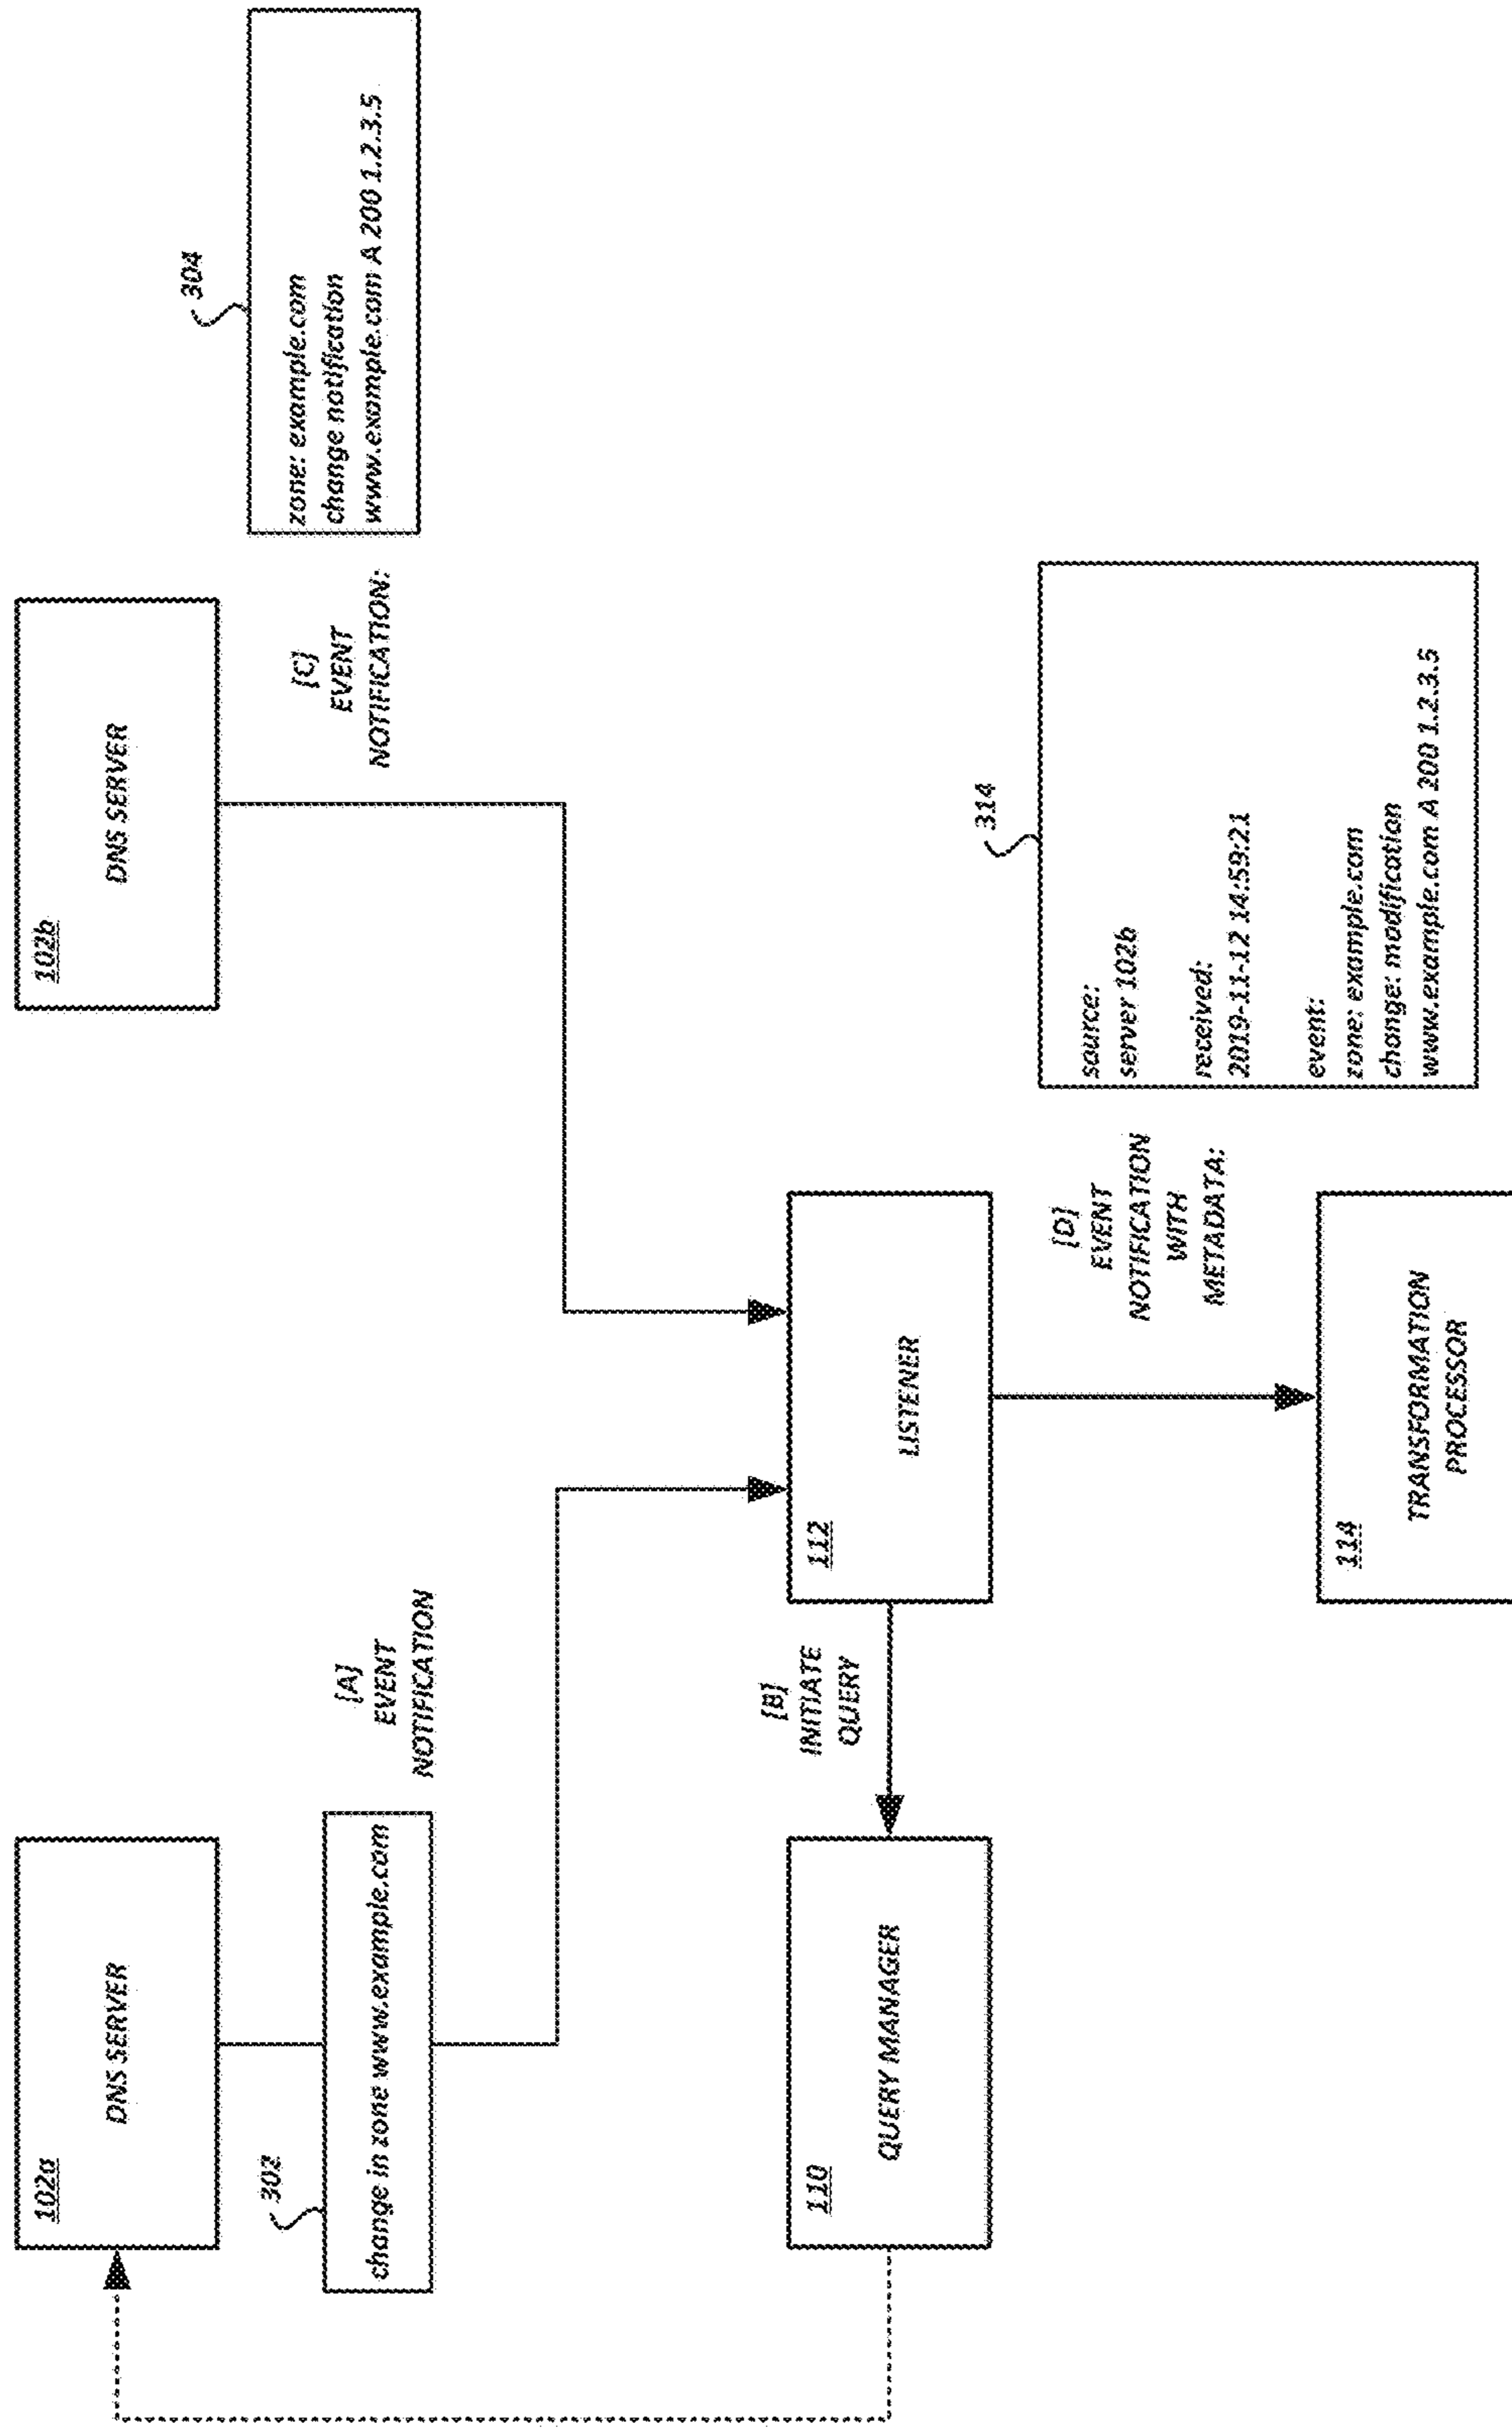 102a
DNS SERVER
102b
DNS SERVER
302
change in zone www.example.com
[A]
EVENT
NOTIFICATION
[C]
EVENT
NOTIFICATION:
304
zone: example.com
change notification
www.example.com A 200 1.2.3.5
110
QUERY MANAGER
[B]
INITIATE
QUERY
112
LISTENER
314
source:
server 102b
received:
2019-11-12 14:59:21
event:
zone: example.com
change: modification
www.example.com A 200 1.2.3.5
[D]
EVENT
NOTIFICATION
WITH
METADATA:
114
TRANSFORMATION
PROCESSOR